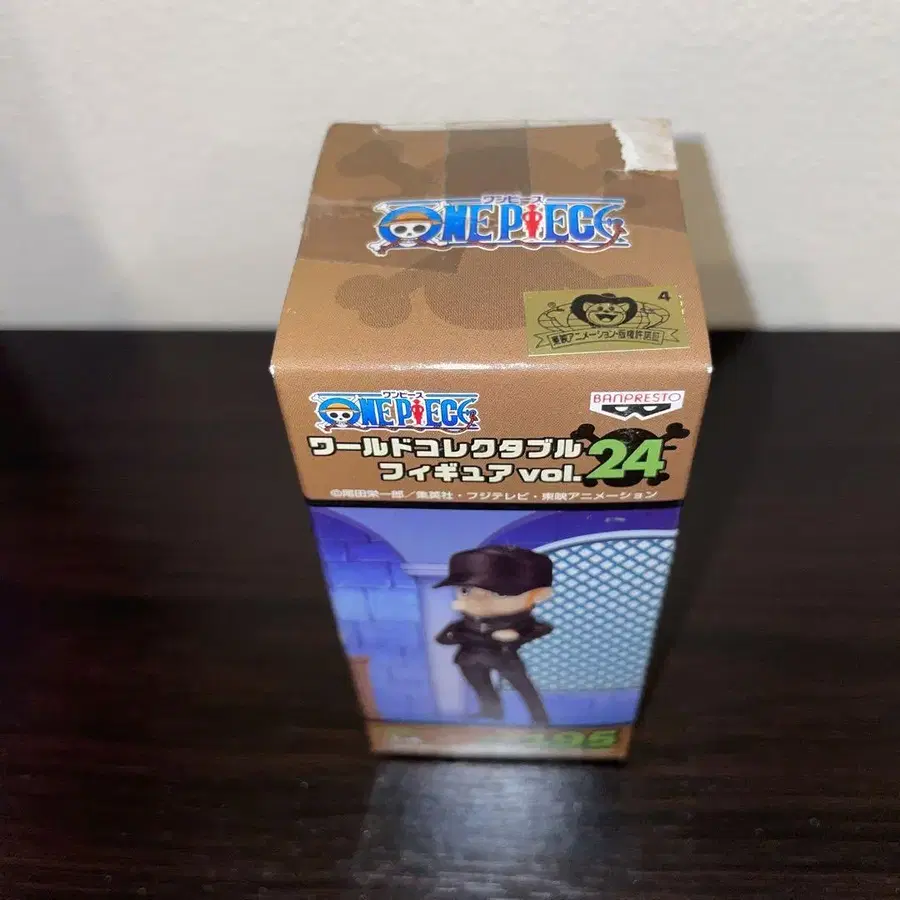 ワンピース
ONE PIECE
4
東映アニメーション・版権許諾証
ワンピース
ONE PIECE
BANPRESTO
ワールドコレクタブル
フィギュア vol.24
©尾田栄一郎／集英社・フジテレビ・東映アニメーション
195